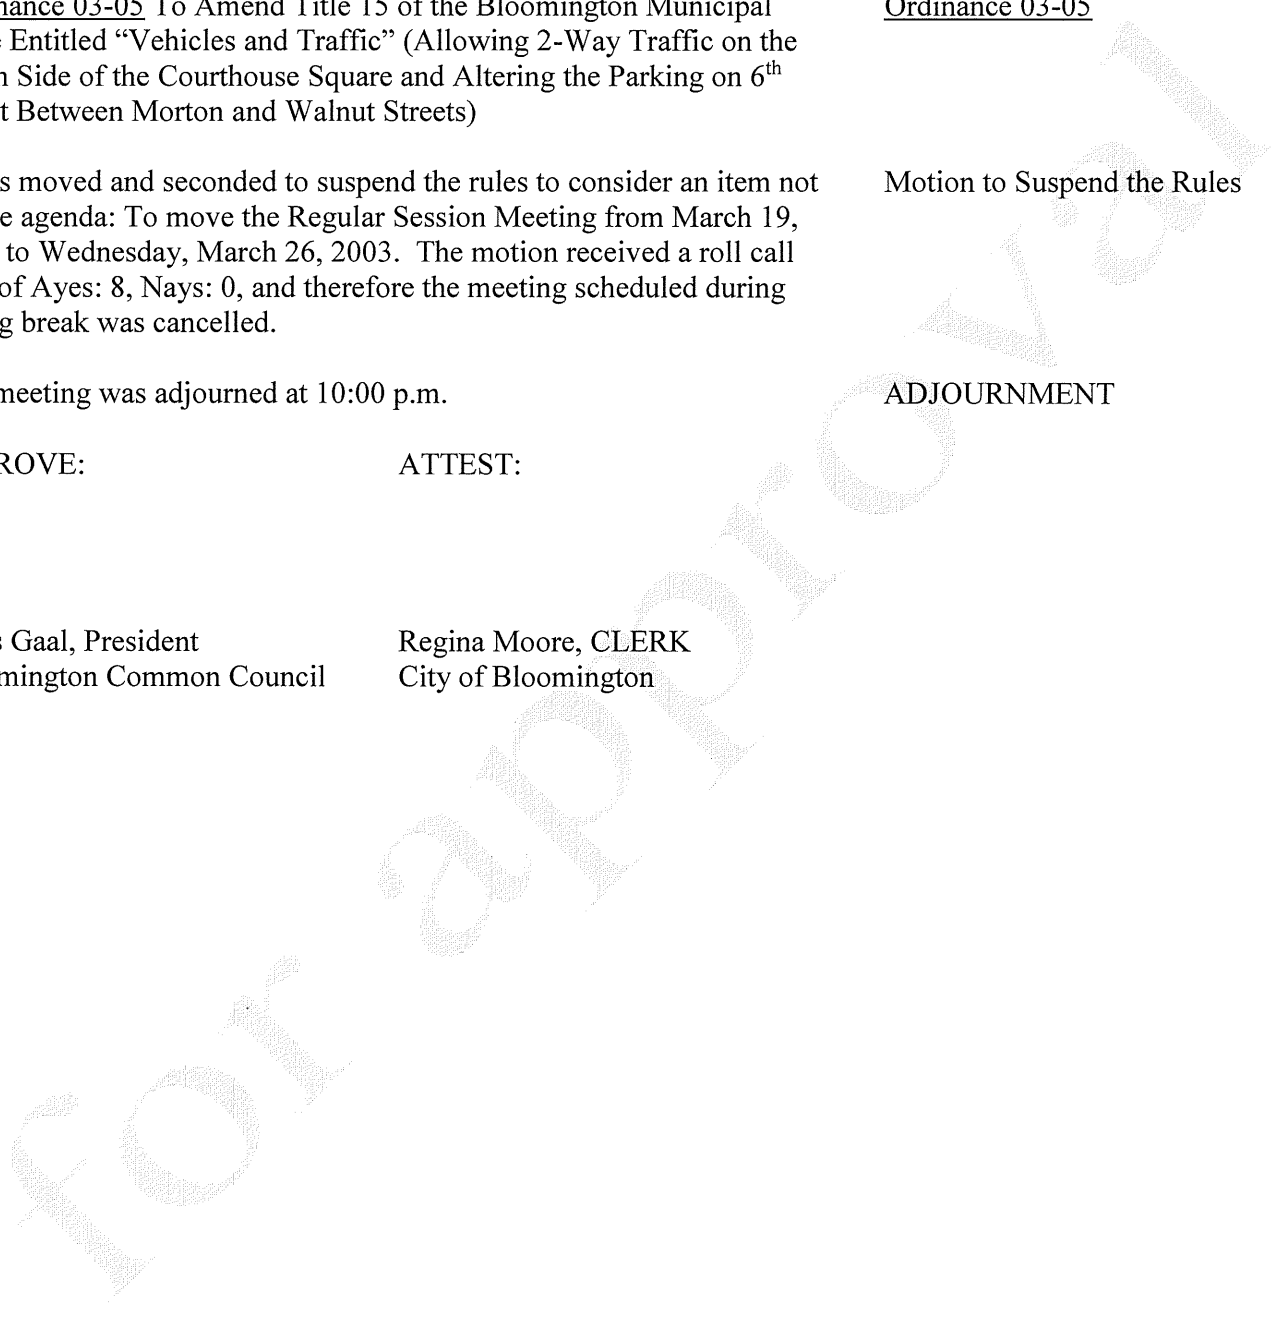 nance 03-05 To Amend Title 15 of the Bloomington Municipal
Entitled “Vehicles and Traffic” (Allowing 2-Way Traffic on the
Side of the Courthouse Square and Altering the Parking on 6th
t Between Morton and Walnut Streets)
Ordinance 03-05
s moved and seconded to suspend the rules to consider an item not
e agenda: To move the Regular Session Meeting from March 19,
to Wednesday, March 26, 2003. The motion received a roll call
of Ayes: 8, Nays: 0, and therefore the meeting scheduled during
g break was cancelled.
Motion to Suspend the Rules
meeting was adjourned at 10:00 p.m.
ADJOURNMENT
ROVE:
ATTEST:
s Gaal, President
mington Common Council
Regina Moore, CLERK
City of Bloomington
for approval